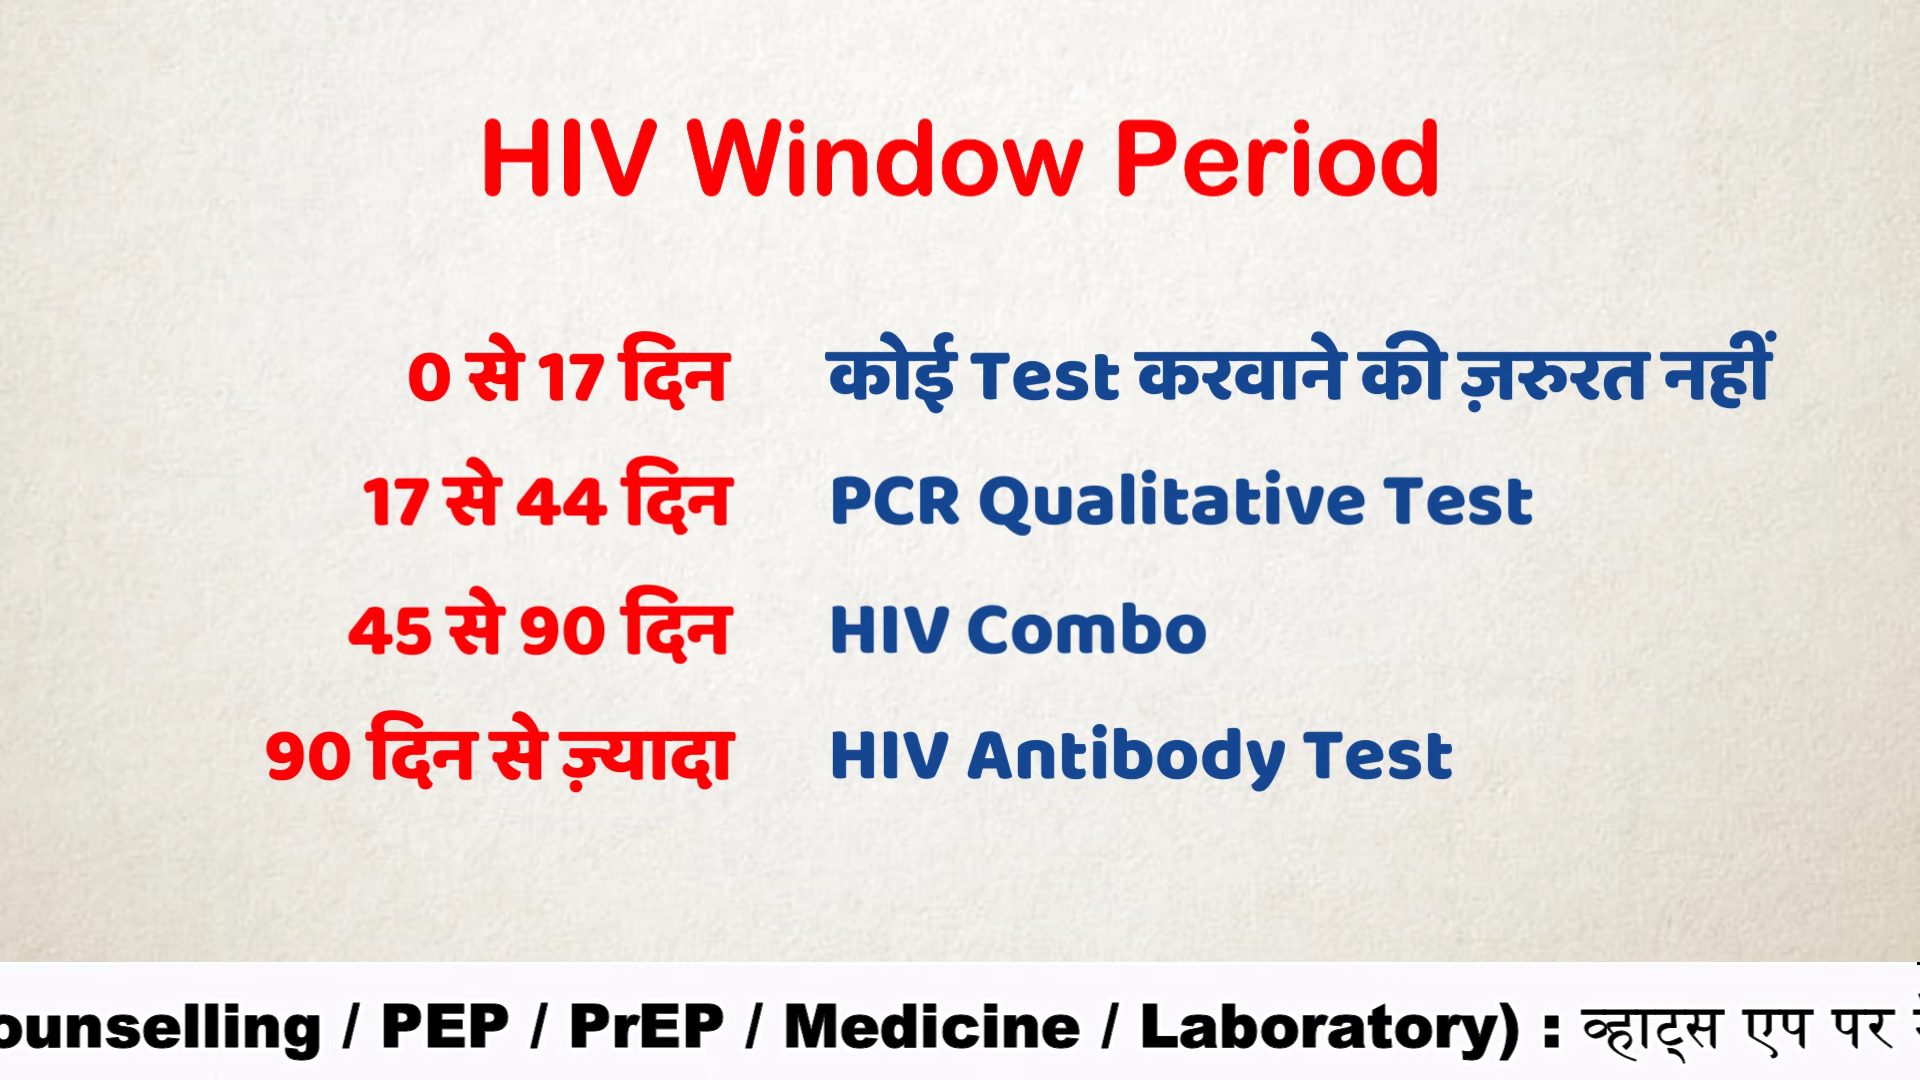 HIV Window Period
0 से 17 दिन कोई Test करवाने की ज़रुरत नहीं
17 से 44 दिन PCR Qualitative Test
45 से 90 दिन HIV Combo
90 दिन से ज़्यादा HIV Antibody Test
ounselling / PEP / PrEP / Medicine / Laboratory) : व्हाट्स एप पर